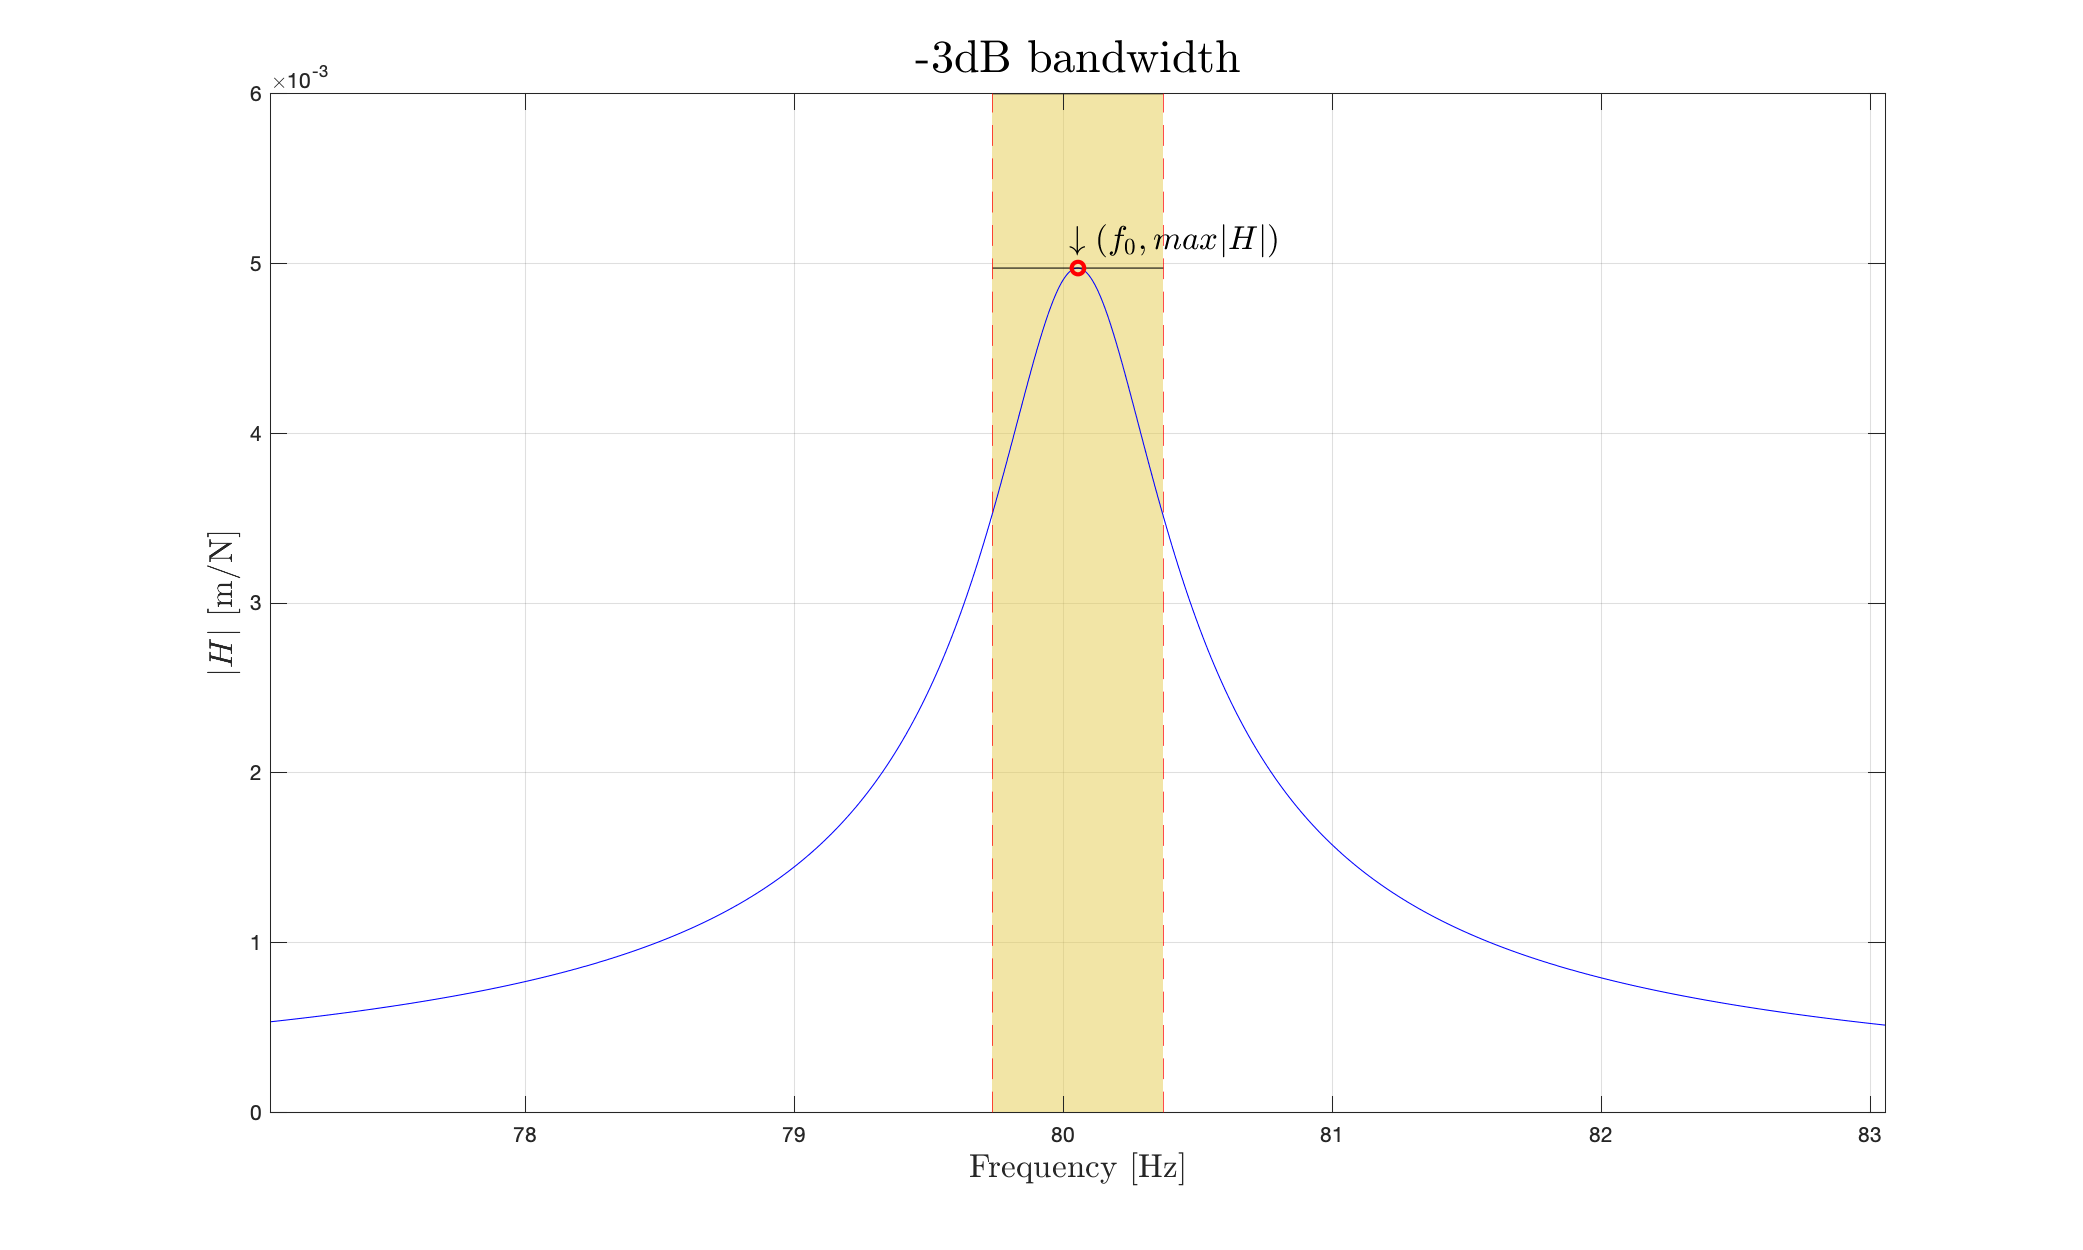 -3dB bandwidth
×10⁻³
6
↓ (f₀, max|H|)
5
4
|H| [m/N]
3
2
1
0
78 79 80 81 82 83
Frequency [Hz]